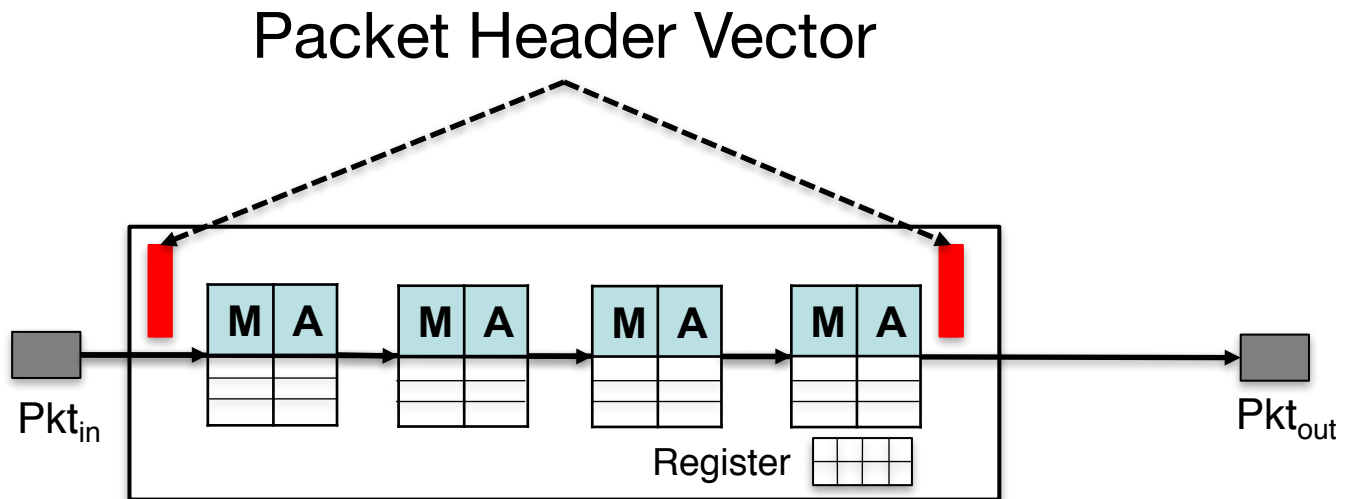 Packet Header Vector
M A M A M A M A
Pkt_in
Pkt_out
Register